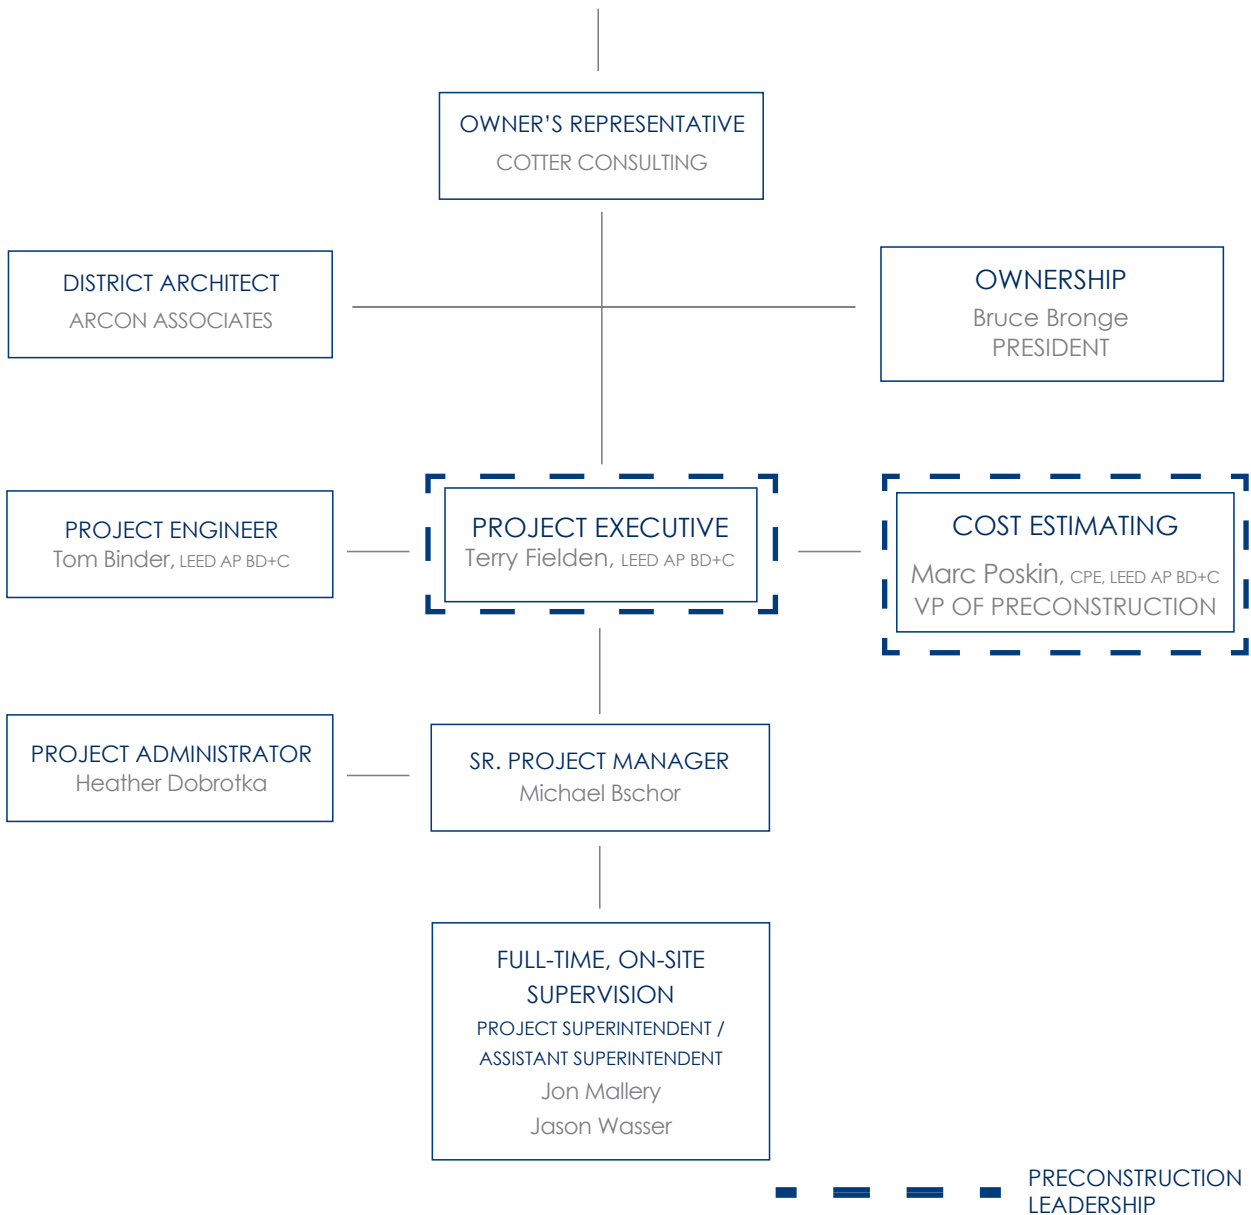 OWNER’S REPRESENTATIVE
COTTER CONSULTING
DISTRICT ARCHITECT
ARCON ASSOCIATES
OWNERSHIP
Bruce Bronge
PRESIDENT
PROJECT ENGINEER
Tom Binder, LEED AP BD+C
PROJECT EXECUTIVE
Terry Fielden, LEED AP BD+C
COST ESTIMATING
Marc Poskin, CPE, LEED AP BD+C
VP OF PRECONSTRUCTION
PROJECT ADMINISTRATOR
Heather Dobrotka
SR. PROJECT MANAGER
Michael Bschor
FULL-TIME, ON-SITE
SUPERVISION
PROJECT SUPERINTENDENT /
ASSISTANT SUPERINTENDENT
Jon Mallery
Jason Wasser
PRECONSTRUCTION
LEADERSHIP